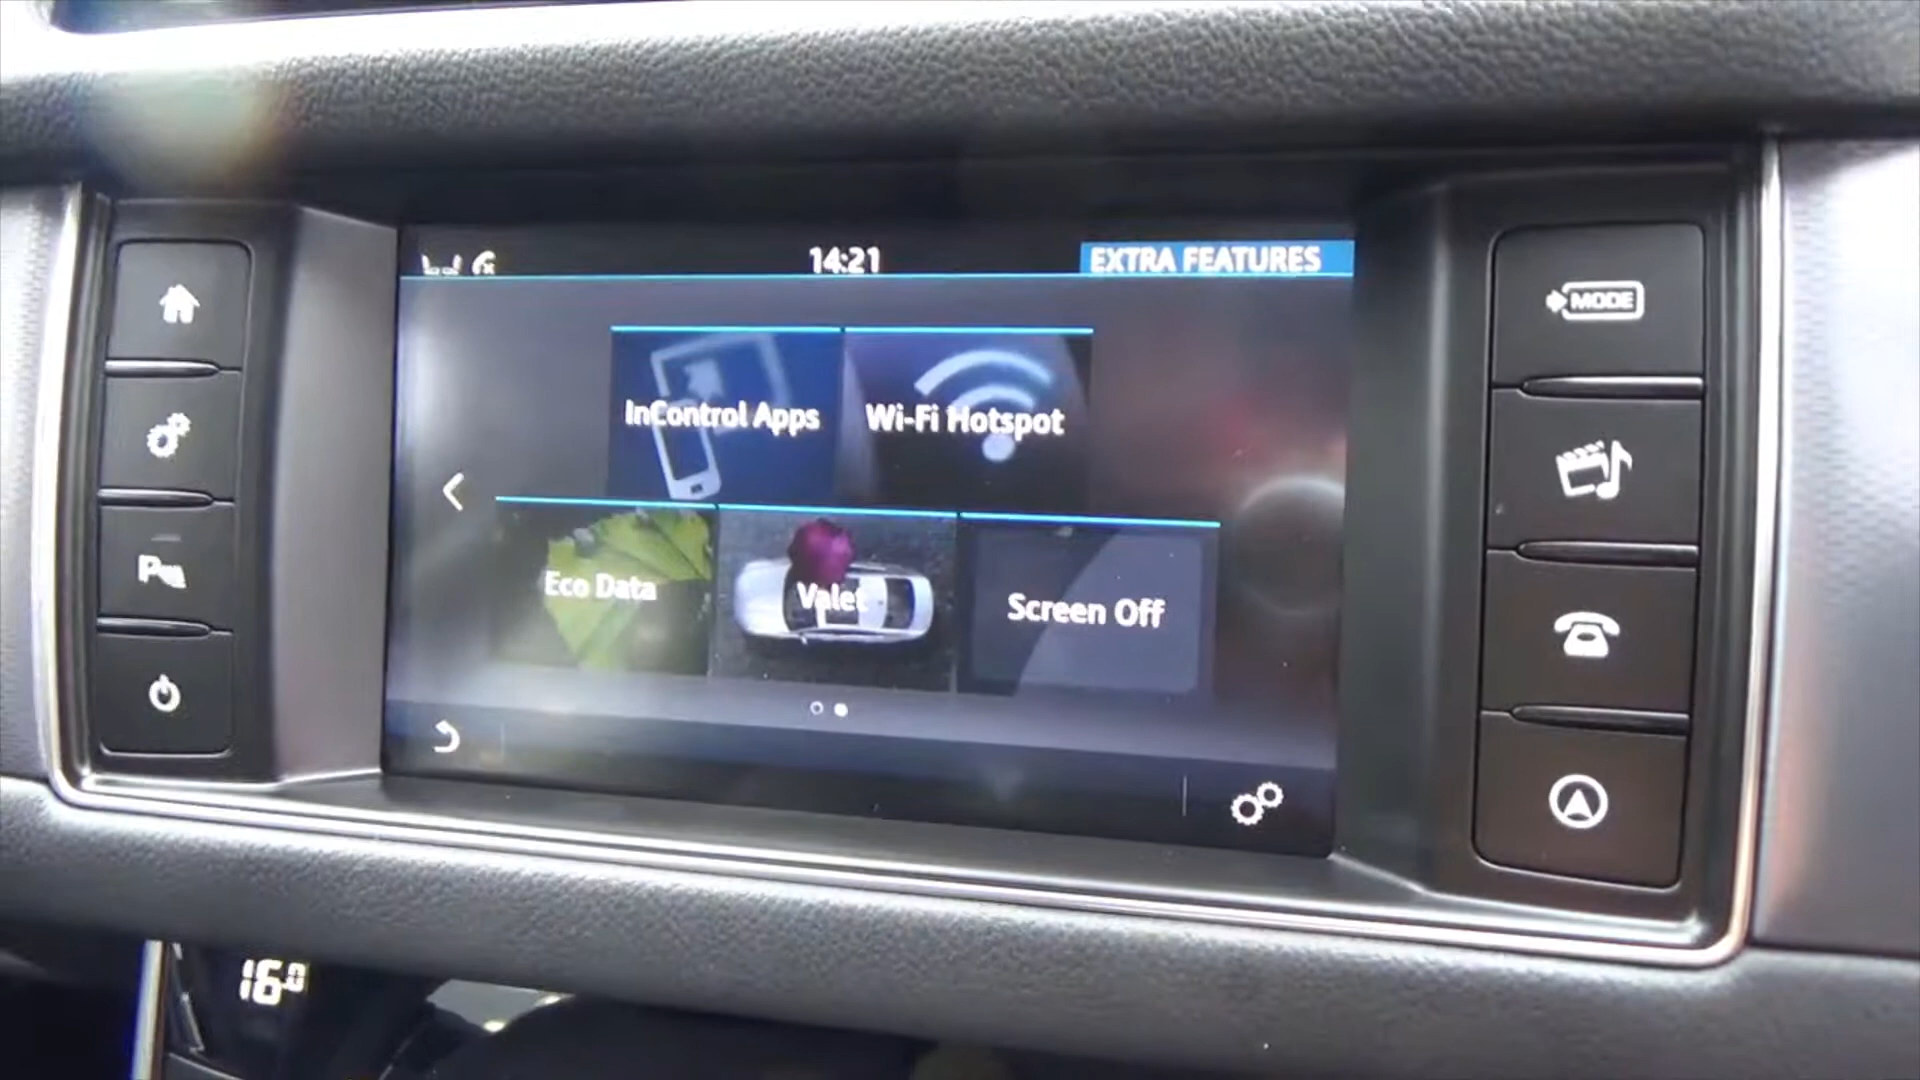 14:21
EXTRA FEATURES
MODE
InControl Apps
Wi-Fi Hotspot
Eco Data
Valet
Screen Off
P
16.0